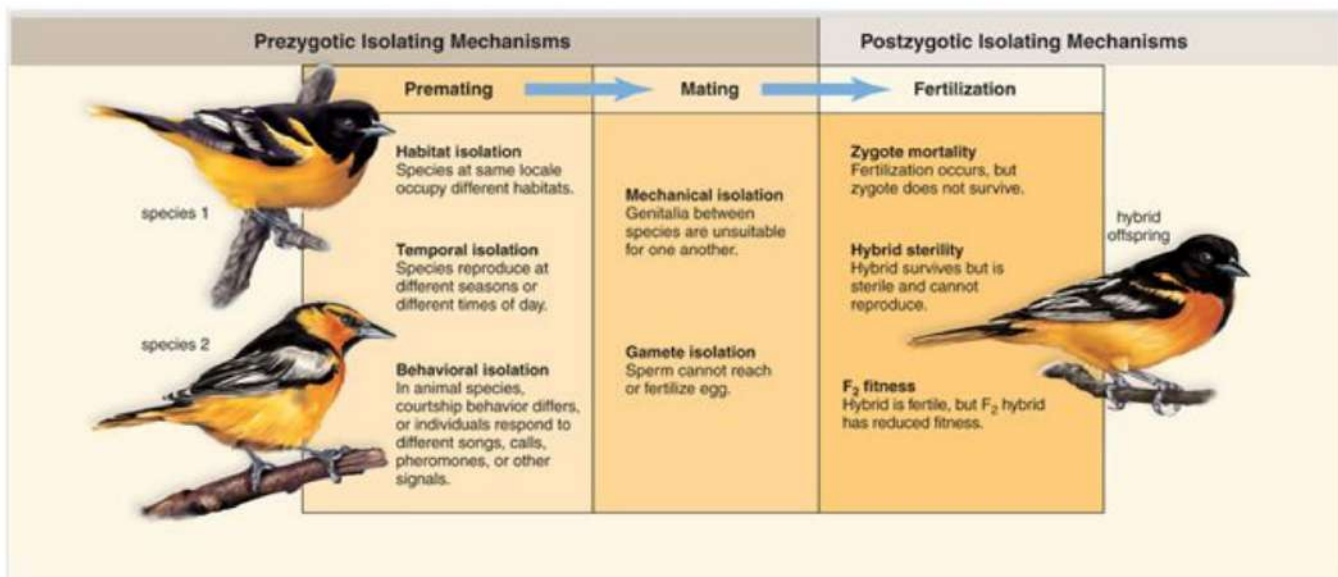 Prezygotic Isolating Mechanisms
Postzygotic Isolating Mechanisms
Premating
Mating
Fertilization
species 1
species 2
Habitat isolation
Species at same locale
occupy different habitats.
Temporal isolation
Species reproduce at
different seasons or
different times of day.
Behavioral isolation
In animal species,
courtship behavior differs,
or individuals respond to
different songs, calls,
pheromones, or other
signals.
Mechanical isolation
Genitalia between
species are unsuitable
for one another.
Gamete isolation
Sperm cannot reach
or fertilize egg.
Zygote mortality
Fertilization occurs, but
zygote does not survive.
Hybrid sterility
Hybrid survives but is
sterile and cannot
reproduce.
F₂ fitness
Hybrid is fertile, but F₂ hybrid
has reduced fitness.
hybrid
offspring